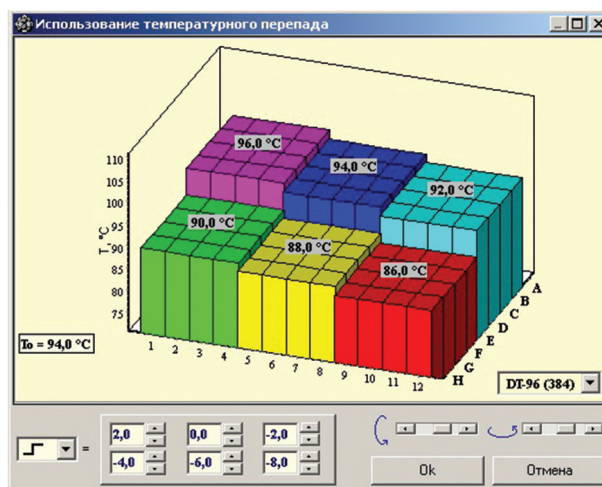 Использование температурного перепада
96,0 °C
94,0 °C
92,0 °C
90,0 °C
88,0 °C
86,0 °C
T, °C
110
105
100
95
90
85
80
75
To = 94,0 °C
1 2 3 4 5 6 7 8 9 10 11 12
A
B
C
D
E
F
G
H
DT-96 (384)
= 2,0 0,0 -2,0
-4,0 -6,0 -8,0
Ok Отмена